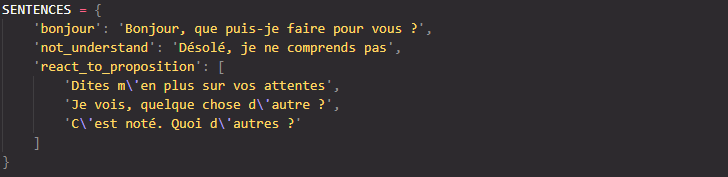 SENTENCES = {
    'bonjour': 'Bonjour, que puis-je faire pour vous ?',
    'not_understand': 'Désolé, je ne comprends pas',
    'react_to_proposition': [
        'Dites m\'en plus sur vos attentes',
        'Je vois, quelque chose d\'autre ?',
        'C\'est noté. Quoi d\'autres ?'
    ]
}